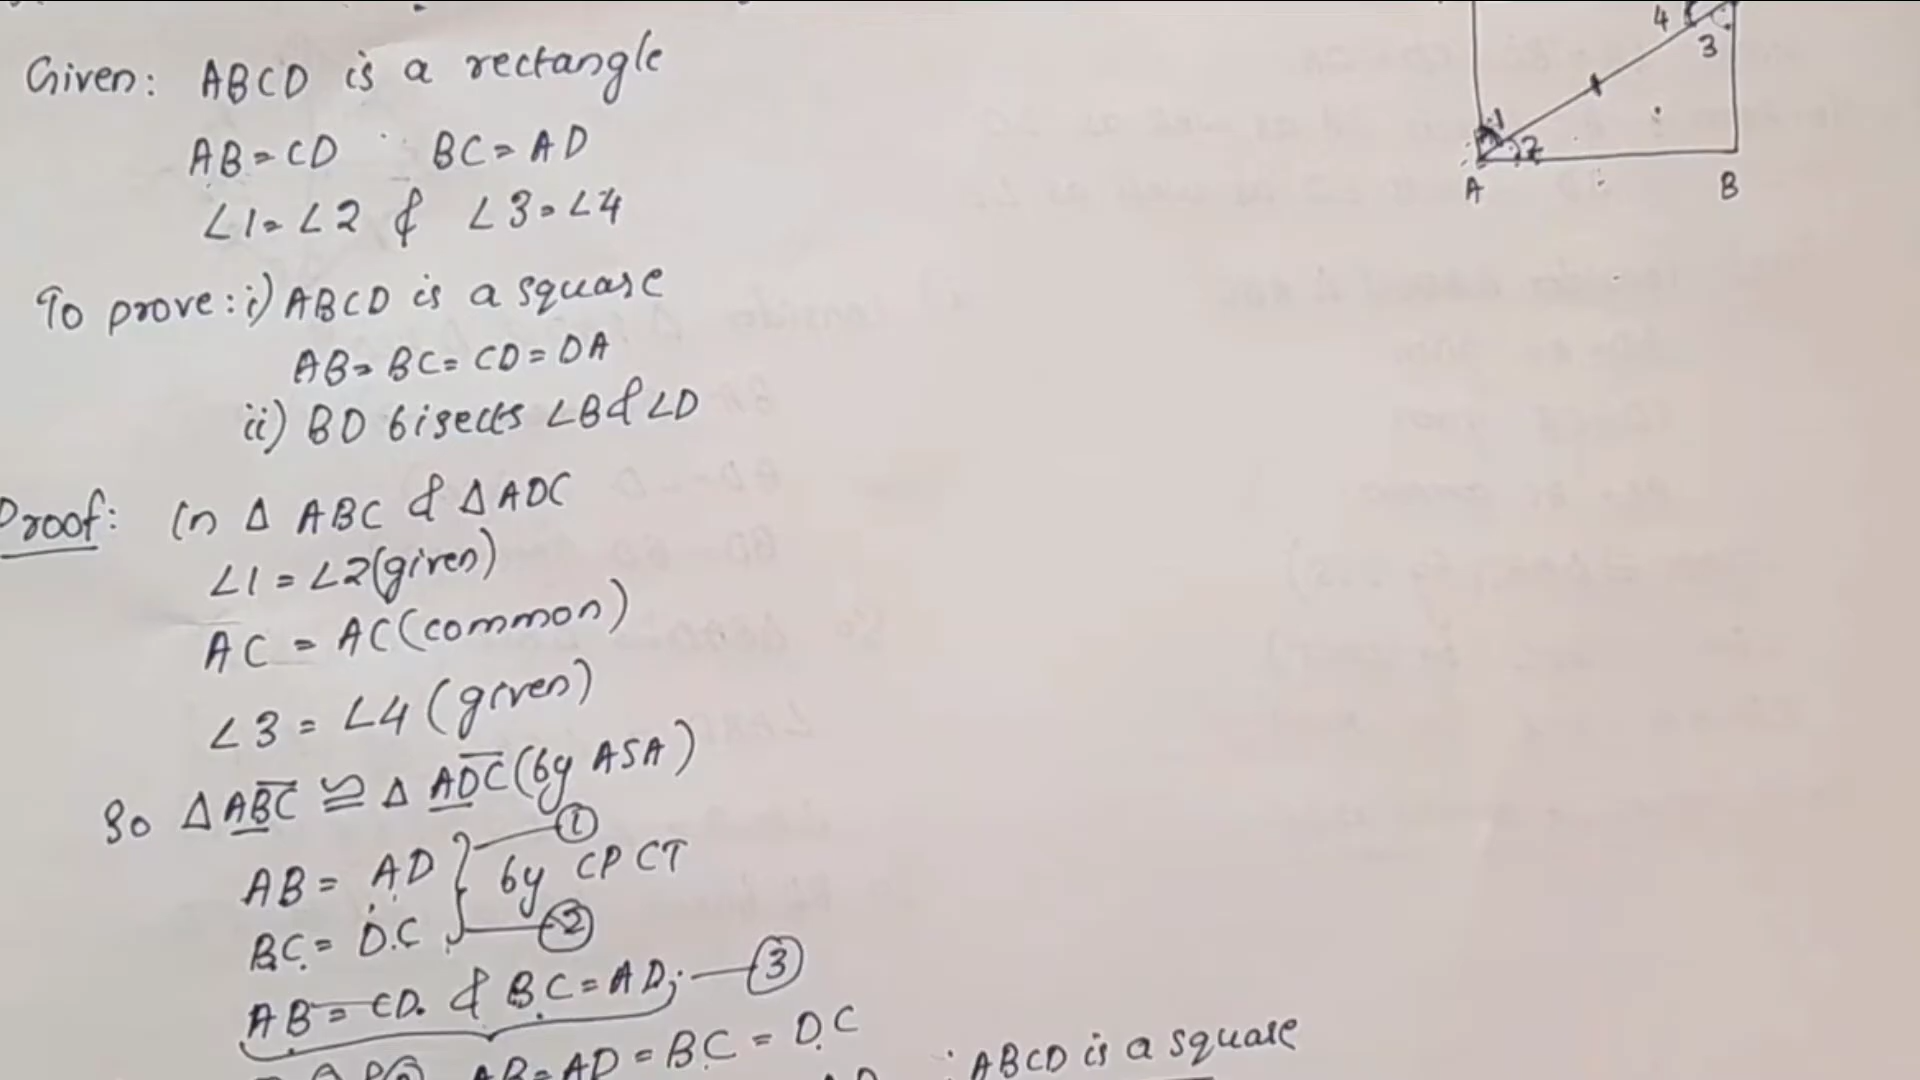 Given: ABCD is a rectangle
AB = CD BC = AD
∠1 = ∠2 & ∠3 = ∠4
To prove: i) ABCD is a square
AB = BC = CD = DA
ii) BD bisects ∠B & ∠D
Proof: In Δ ABC & Δ ADC
∠1 = ∠2 (given)
AC = AC (common)
∠3 = ∠4 (given)
So Δ ABC ≅ Δ ADC (by ASA)
AB = AD } ①
BC = DC } by CPCT ②
AB = CD. & BC = AD; ③
AB = AD = BC = DC
∴ ABCD is a square
4
3
1
2
A
B